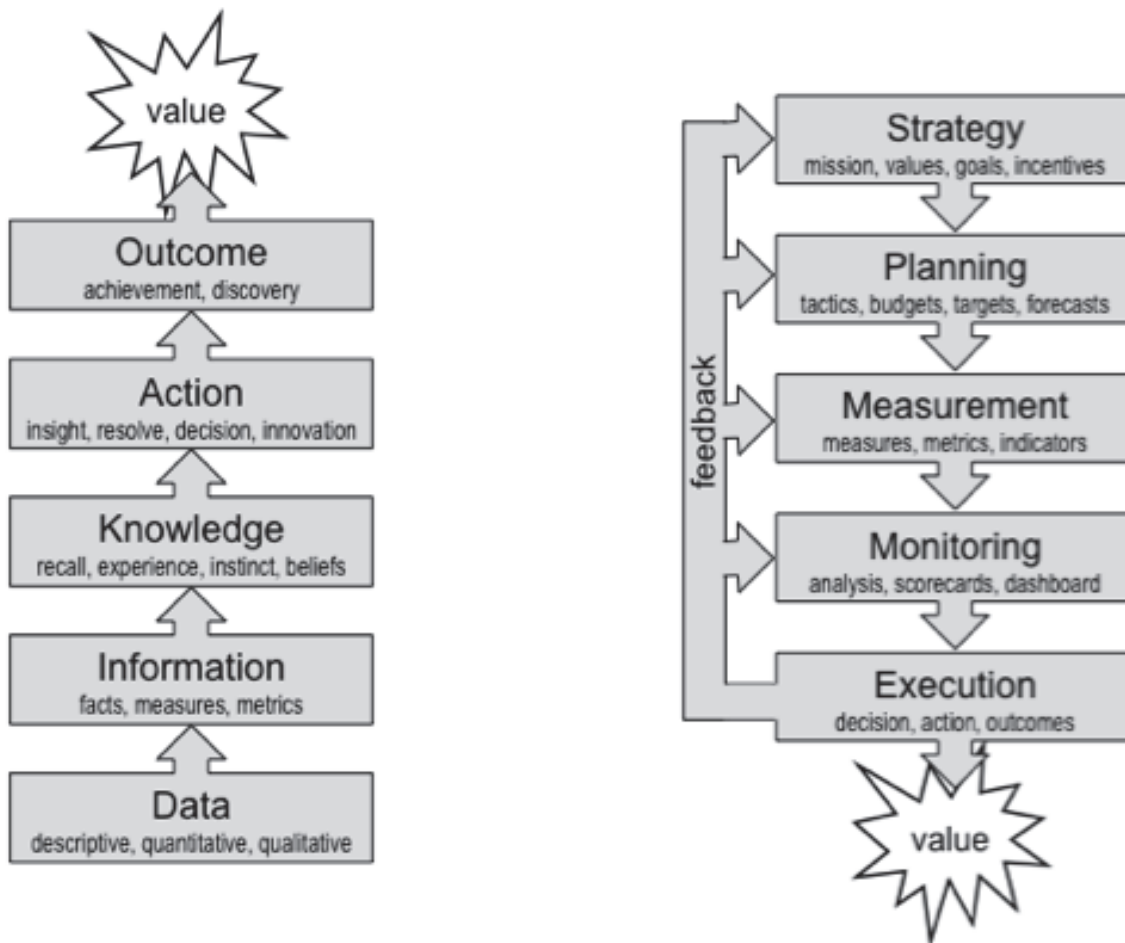 value
Outcome
achievement, discovery
Action
insight, resolve, decision, innovation
Knowledge
recall, experience, instinct, beliefs
Information
facts, measures, metrics
Data
descriptive, quantitative, qualitative
feedback
Strategy
mission, values, goals, incentives
Planning
tactics, budgets, targets, forecasts
Measurement
measures, metrics, indicators
Monitoring
analysis, scorecards, dashboard
Execution
decision, action, outcomes
value